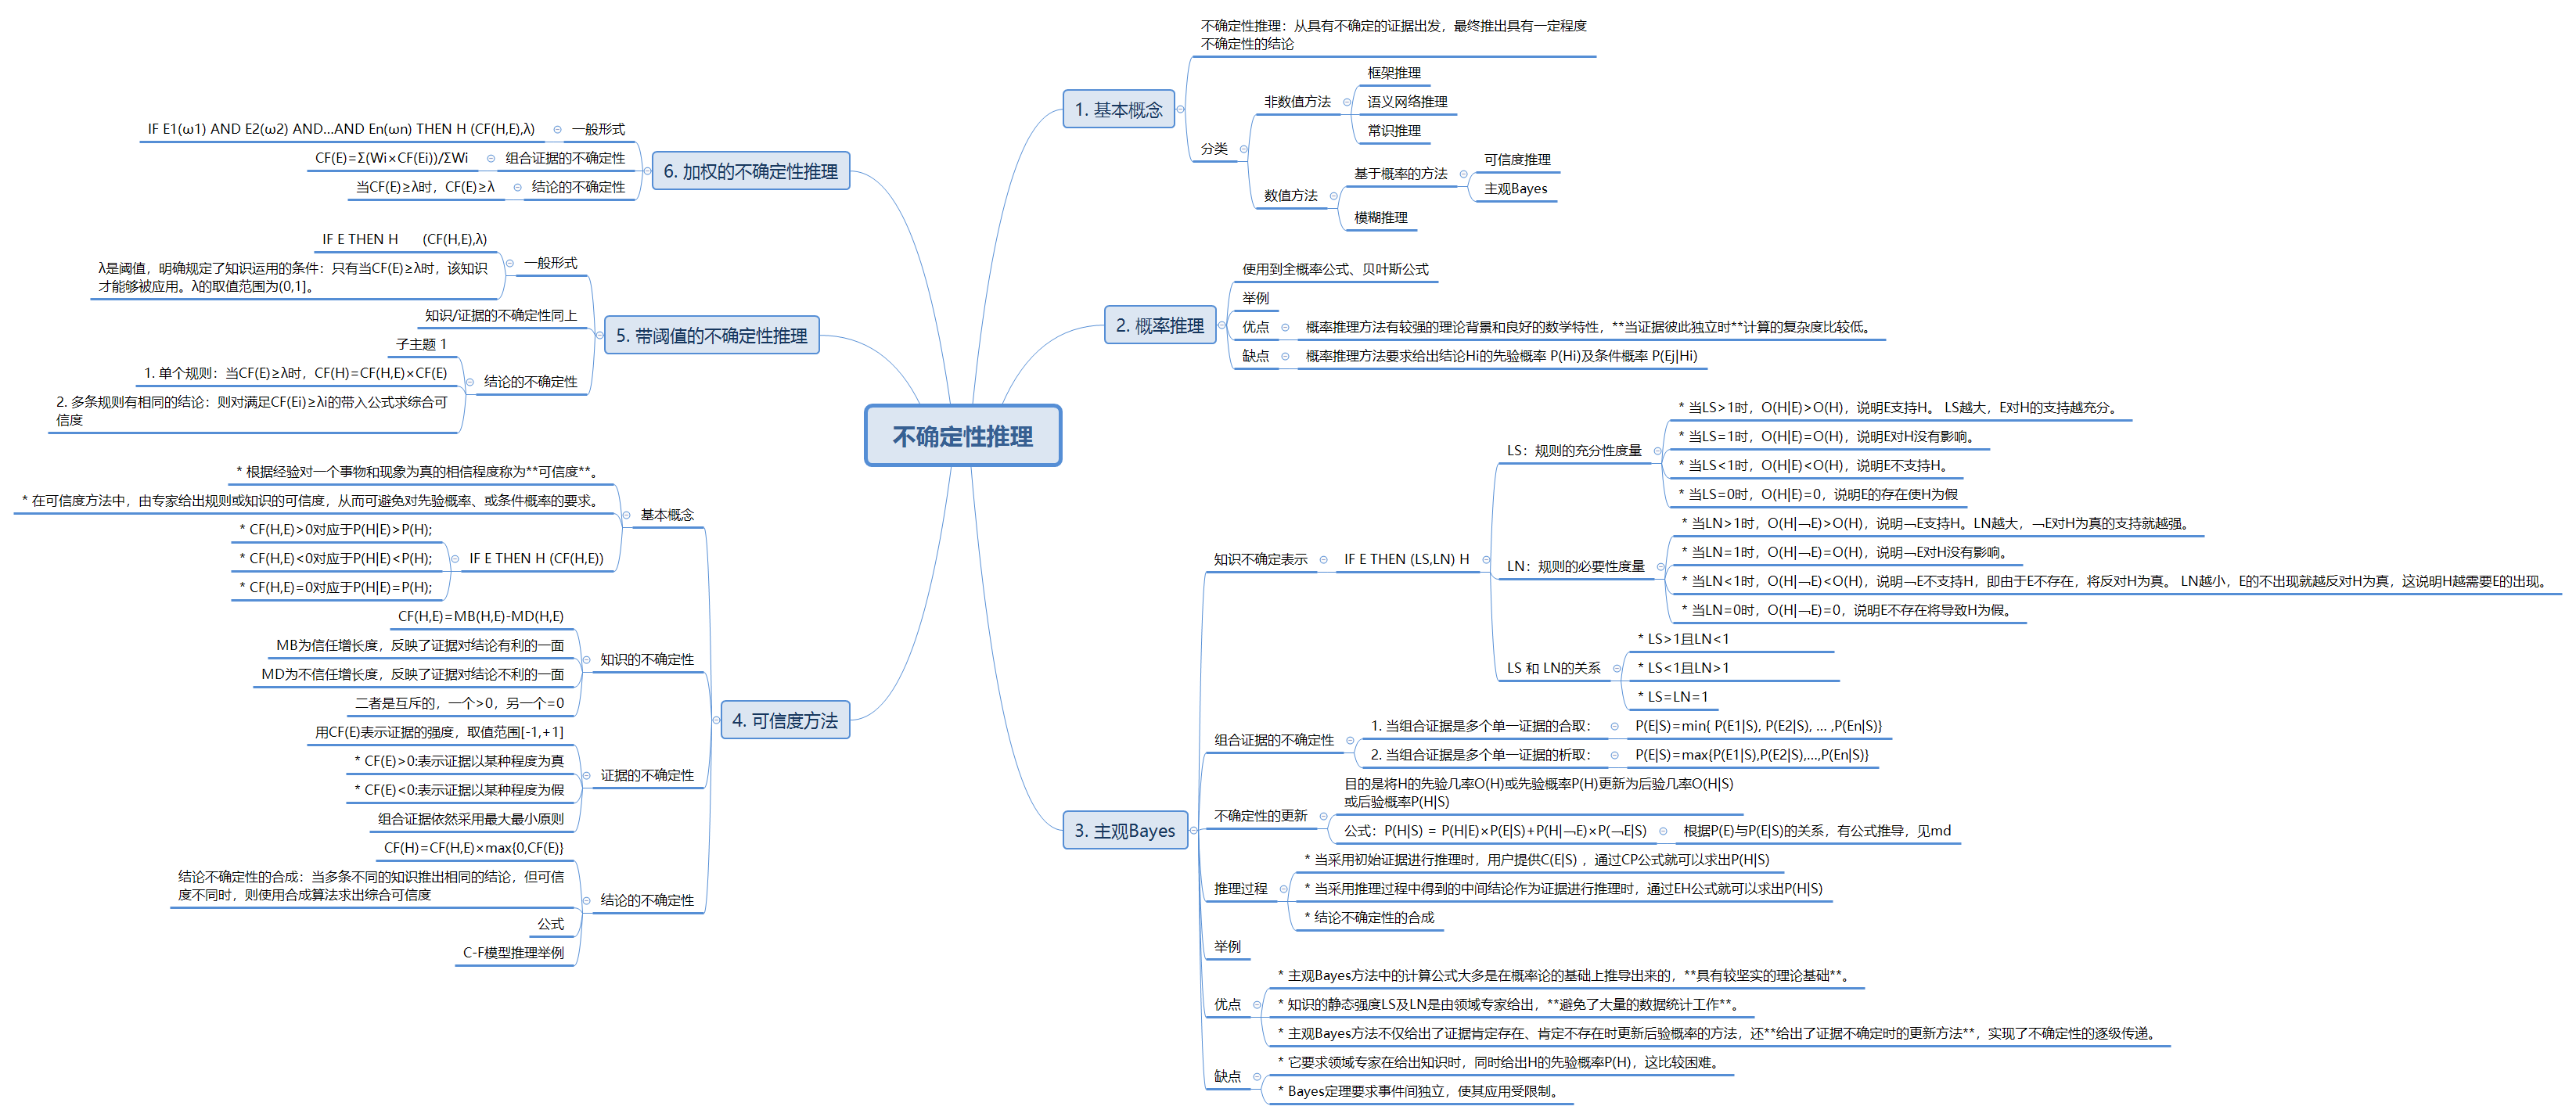 不确定性推理
1. 基本概念
不确定性推理：从具有不确定的证据出发，最终推出具有一定程度
不确定性的结论
分类
非数值方法
框架推理
语义网络推理
常识推理
数值方法
基于概率的方法
可信度推理
主观Bayes
模糊推理
2. 概率推理
使用到全概率公式、贝叶斯公式
举例
优点
概率推理方法有较强的理论背景和良好的数学特性，**当证据彼此独立时**计算的复杂度比较低。
缺点
概率推理方法要求给出结论Hi的先验概率 P(Hi)及条件概率 P(Ej|Hi)
3. 主观Bayes
知识不确定表示
IF E THEN (LS,LN) H
LS：规则的充分性度量
* 当LS>1时，O(H|E)>O(H)，说明E支持H。 LS越大，E对H的支持越充分。
* 当LS=1时，O(H|E)=O(H)，说明E对H没有影响。
* 当LS<1时，O(H|E)<O(H)，说明E不支持H。
* 当LS=0时，O(H|E)=0，说明E的存在使H为假
LN：规则的必要性度量
* 当LN>1时，O(H|￢E)>O(H)，说明￢E支持H。LN越大，￢E对H为真的支持就越强。
* 当LN=1时，O(H|￢E)=O(H)，说明￢E对H没有影响。
* 当LN<1时，O(H|￢E)<O(H)，说明￢E不支持H，即由于E不存在，将反对H为真。 LN越小，E的不出现就越反对H为真，这说明H越需要E的出现。
* 当LN=0时，O(H|￢E)=0，说明E不存在将导致H为假。
LS 和 LN的关系
* LS>1且LN<1
* LS<1且LN>1
* LS=LN=1
组合证据的不确定性
1. 当组合证据是多个单一证据的合取：
P(E|S)=min{ P(E1|S), P(E2|S), … ,P(En|S)}
2. 当组合证据是多个单一证据的析取：
P(E|S)=max{P(E1|S),P(E2|S),…,P(En|S)}
不确定性的更新
目的是将H的先验几率O(H)或先验概率P(H)更新为后验几率O(H|S)
或后验概率P(H|S)
公式：P(H|S) = P(H|E)×P(E|S)+P(H|￢E)×P(￢E|S)
根据P(E)与P(E|S)的关系，有公式推导，见md
推理过程
* 当采用初始证据进行推理时，用户提供C(E|S) ，通过CP公式就可以求出P(H|S)
* 当采用推理过程中得到的中间结论作为证据进行推理时，通过EH公式就可以求出P(H|S)
* 结论不确定性的合成
举例
优点
* 主观Bayes方法中的计算公式大多是在概率论的基础上推导出来的，**具有较坚实的理论基础**。
* 知识的静态强度LS及LN是由领域专家给出，**避免了大量的数据统计工作**。
* 主观Bayes方法不仅给出了证据肯定存在、肯定不存在时更新后验概率的方法，还**给出了证据不确定时的更新方法**，实现了不确定性的逐级传递。
缺点
* 它要求领域专家在给出知识时，同时给出H的先验概率P(H)，这比较困难。
* Bayes定理要求事件间独立，使其应用受限制。
4. 可信度方法
基本概念
* 根据经验对一个事物和现象为真的相信程度称为**可信度**。
* 在可信度方法中，由专家给出规则或知识的可信度，从而可避免对先验概率、或条件概率的要求。
IF E THEN H (CF(H,E))
* CF(H,E)>0对应于P(H|E)>P(H);
* CF(H,E)<0对应于P(H|E)<P(H);
* CF(H,E)=0对应于P(H|E)=P(H);
知识的不确定性
CF(H,E)=MB(H,E)-MD(H,E)
MB为信任增长度，反映了证据对结论有利的一面
MD为不信任增长度，反映了证据对结论不利的一面
二者是互斥的，一个>0，另一个=0
证据的不确定性
用CF(E)表示证据的强度，取值范围[-1,+1]
* CF(E)>0:表示证据以某种程度为真
* CF(E)<0:表示证据以某种程度为假
组合证据依然采用最大最小原则
结论的不确定性
CF(H)=CF(H,E)×max{0,CF(E)}
结论不确定性的合成：当多条不同的知识推出相同的结论，但可信
度不同时，则使用合成算法求出综合可信度
公式
C-F模型推理举例
5. 带阈值的不确定性推理
一般形式
IF E THEN H (CF(H,E),λ)
λ是阈值，明确规定了知识运用的条件：只有当CF(E)≥λ时，该知识
才能够被应用。λ的取值范围为(0,1]。
知识/证据的不确定性同上
结论的不确定性
子主题 1
1. 单个规则：当CF(E)≥λ时，CF(H)=CF(H,E)×CF(E)
2. 多条规则有相同的结论：则对满足CF(Ei)≥λi的带入公式求综合可
信度
6. 加权的不确定性推理
一般形式
IF E1(ω1) AND E2(ω2) AND…AND En(ωn) THEN H (CF(H,E),λ)
组合证据的不确定性
CF(E)=Σ(Wi×CF(Ei))/ΣWi
结论的不确定性
当CF(E)≥λ时，CF(E)≥λ